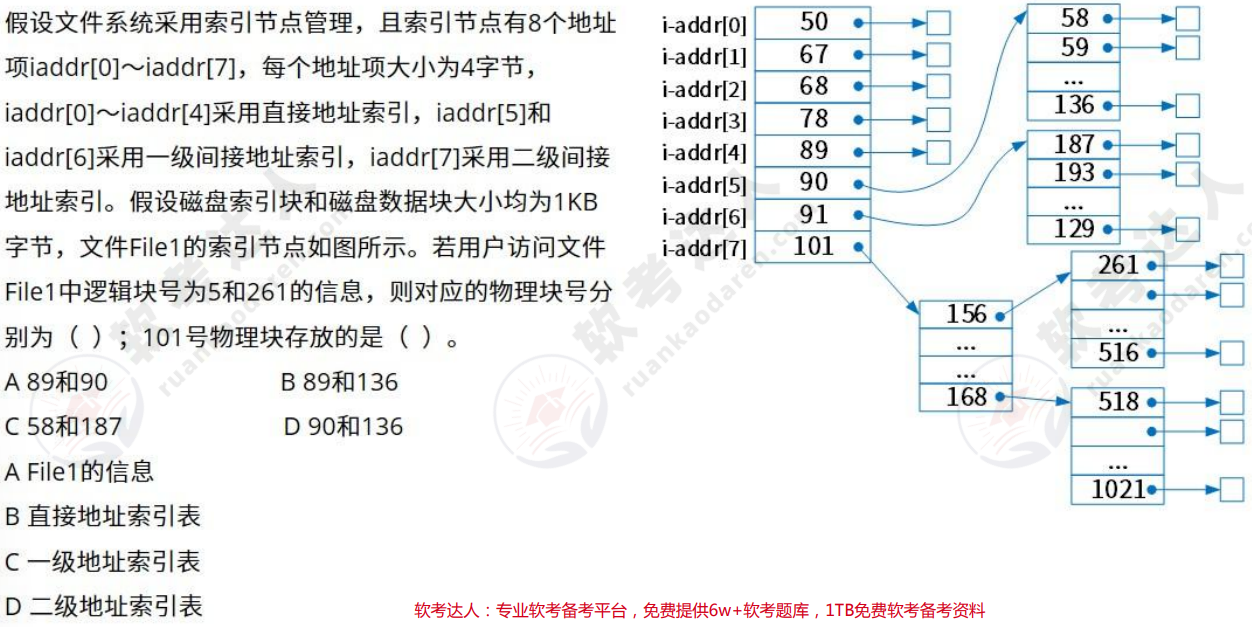 假设文件系统采用索引节点管理，且索引节点有8个地址
项iaddr[0]～iaddr[7]，每个地址项大小为4字节，
iaddr[0]～iaddr[4]采用直接地址索引，iaddr[5]和
iaddr[6]采用一级间接地址索引，iaddr[7]采用二级间接
地址索引。假设磁盘索引块和磁盘数据块大小均为1KB
字节，文件File1的索引节点如图所示。若用户访问文件
File1中逻辑块号为5和261的信息，则对应的物理块号分
别为（ ）；101号物理块存放的是（ ）。
A 89和90
B 89和136
C 58和187
D 90和136
A File1的信息
B 直接地址索引表
C 一级地址索引表
D 二级地址索引表
i-addr[0] 50
i-addr[1] 67
i-addr[2] 68
i-addr[3] 78
i-addr[4] 89
i-addr[5] 90
i-addr[6] 91
i-addr[7] 101
58
59
...
136
187
193
...
129
156
...
...
168
261
...
516
518
...
1021
软考达人
ruankaodaren.com
软考达人
ruankaodaren.com
软考达人
ruankaodaren.com
软考达人：专业软考备考平台，免费提供6w+软考题库，1TB免费软考备考资料